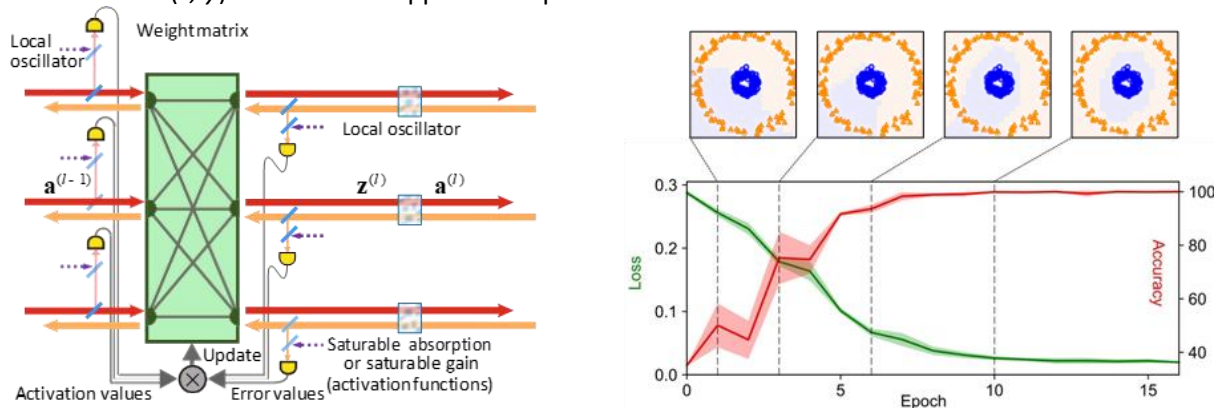 Weight matrix
Local
oscillator
Local oscillator
a(l-1)
z(l)
a(l)
Update
Saturable absorption
or saturable gain
(activation functions)
Activation values
Error values
0.3
0.2
0.1
0.0
Loss
100
80
60
40
Accuracy
0
5
10
15
Epoch